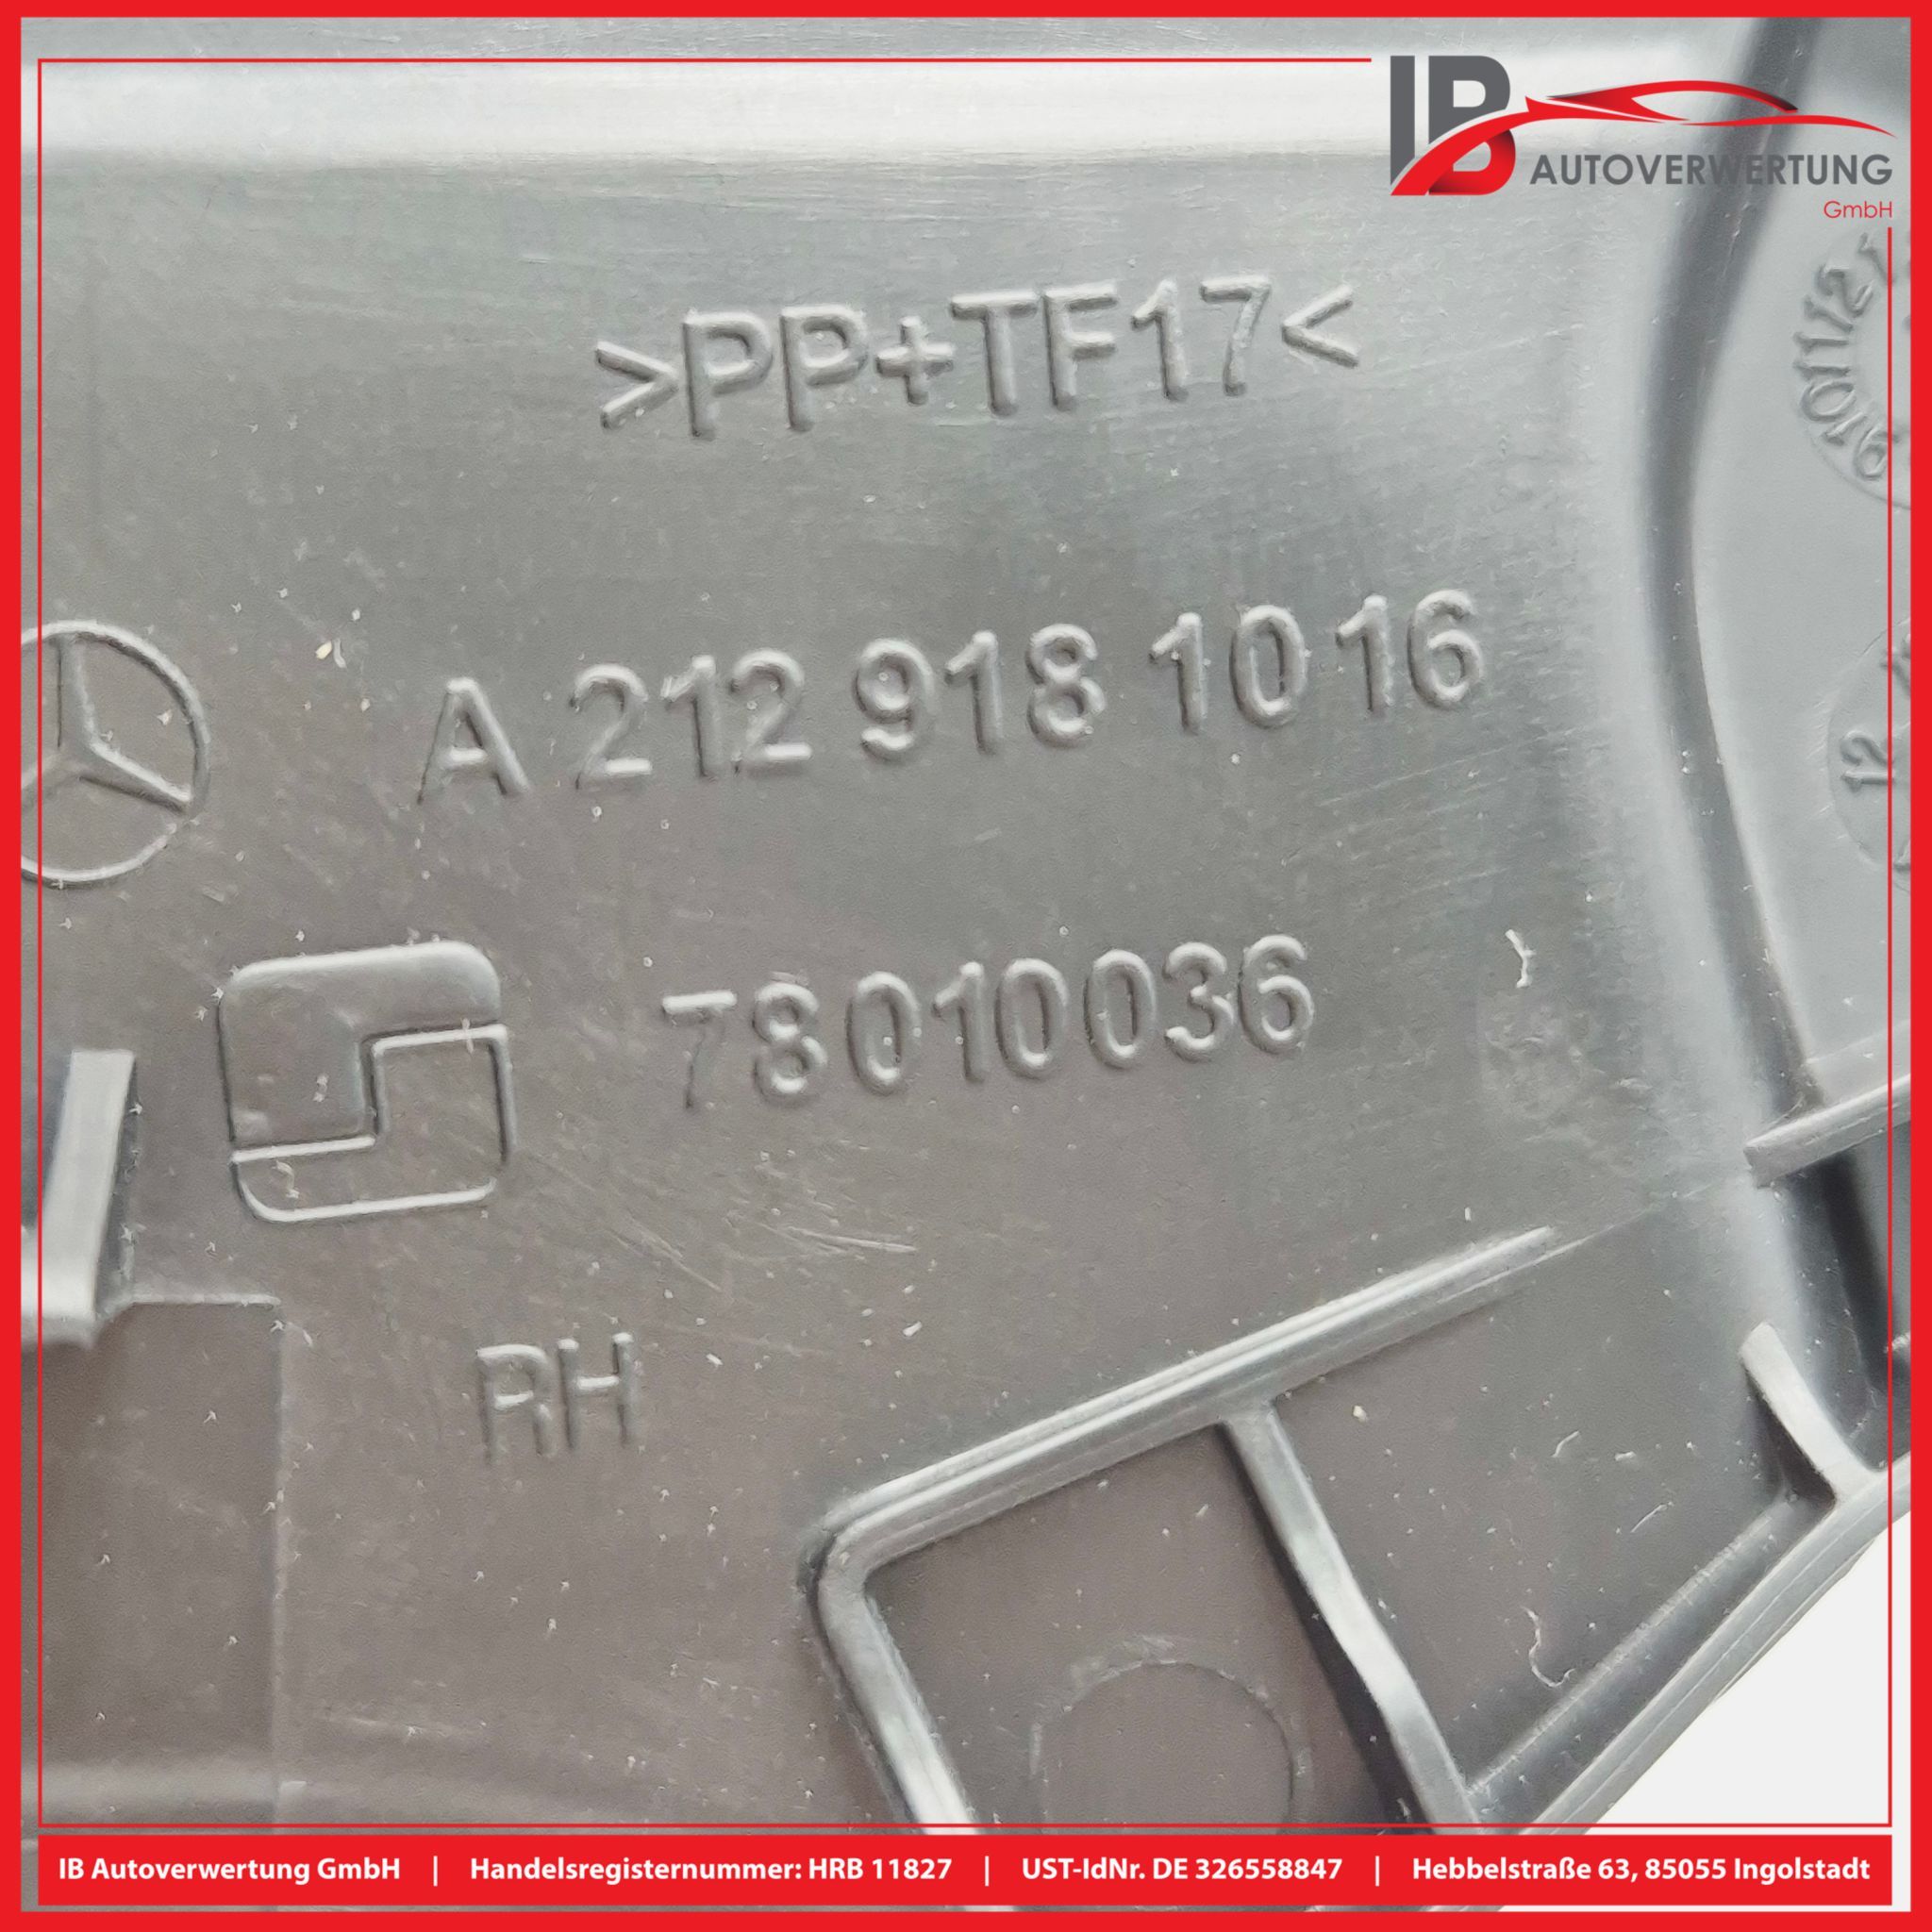 IB
AUTOVERWERTUNG
GmbH
>PP+TF17<
A 212 918 10 16
78010036
RH
IB Autoverwertung GmbH | Handelsregisternummer: HRB 11827 | UST-IdNr. DE 326558847 | Hebbelstraße 63, 85055 Ingolstadt